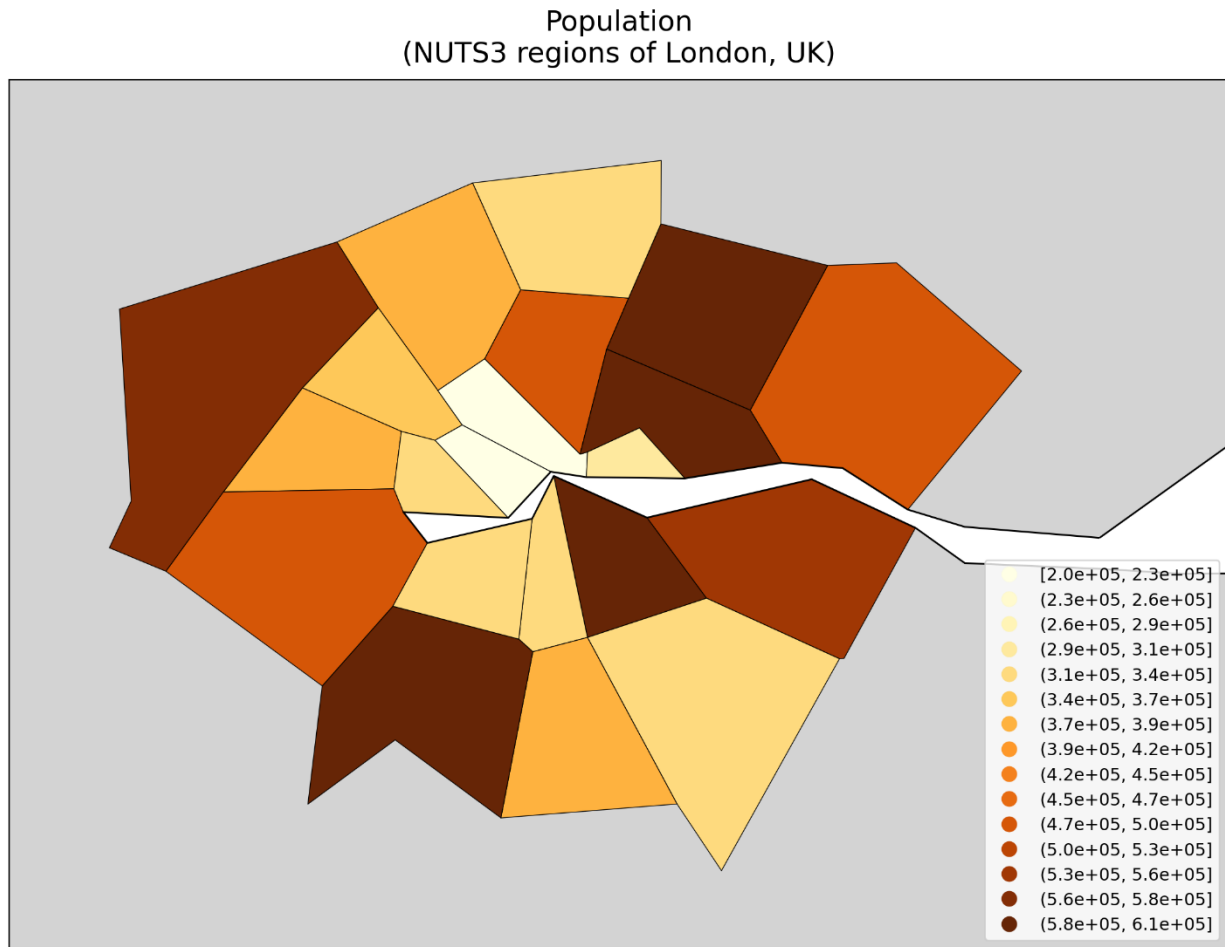 Population
(NUTS3 regions of London, UK)
[2.0e+05, 2.3e+05]
(2.3e+05, 2.6e+05]
(2.6e+05, 2.9e+05]
(2.9e+05, 3.1e+05]
(3.1e+05, 3.4e+05]
(3.4e+05, 3.7e+05]
(3.7e+05, 3.9e+05]
(3.9e+05, 4.2e+05]
(4.2e+05, 4.5e+05]
(4.5e+05, 4.7e+05]
(4.7e+05, 5.0e+05]
(5.0e+05, 5.3e+05]
(5.3e+05, 5.6e+05]
(5.6e+05, 5.8e+05]
(5.8e+05, 6.1e+05]